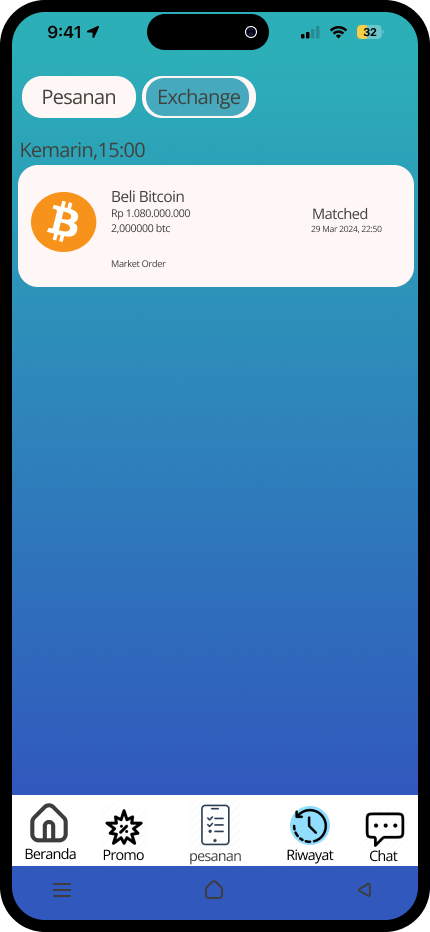 9:41
32
Pesanan
Exchange
Kemarin,15:00
Beli Bitcoin
Rp 1.080.000.000
2,000000 btc
Market Order
Matched
29 Mar 2024, 22:50
Beranda
Promo
pesanan
Riwayat
Chat